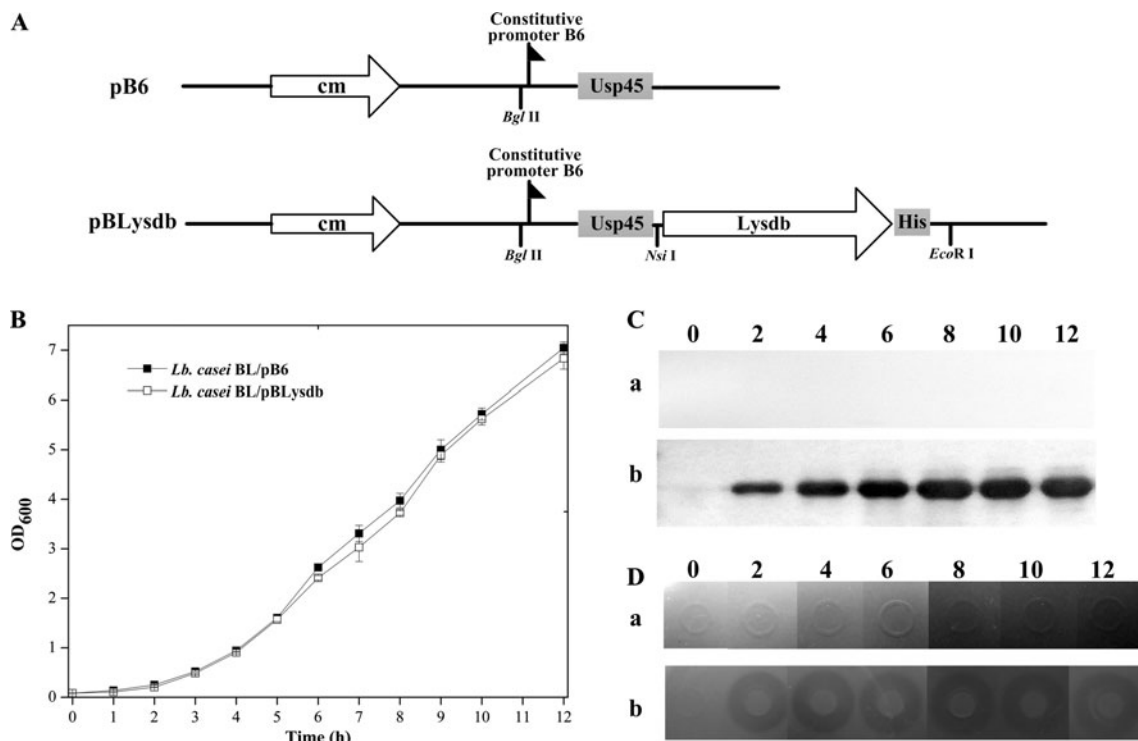 A
Constitutive
promoter B6
pB6
cm
Usp45
Bgl II
Constitutive
promoter B6
pBLysdb
cm
Usp45
Lysdb
His
Bgl II
Nsi I
EcoR I
B
7
6
5
4
3
2
1
0
OD600
Lb. casei BL/pB6
Lb. casei BL/pBLysdb
0 1 2 3 4 5 6 7 8 9 10 12
Time (h)
C
0 2 4 6 8 10 12
a
b
D
0 2 4 6 8 10 12
a
b